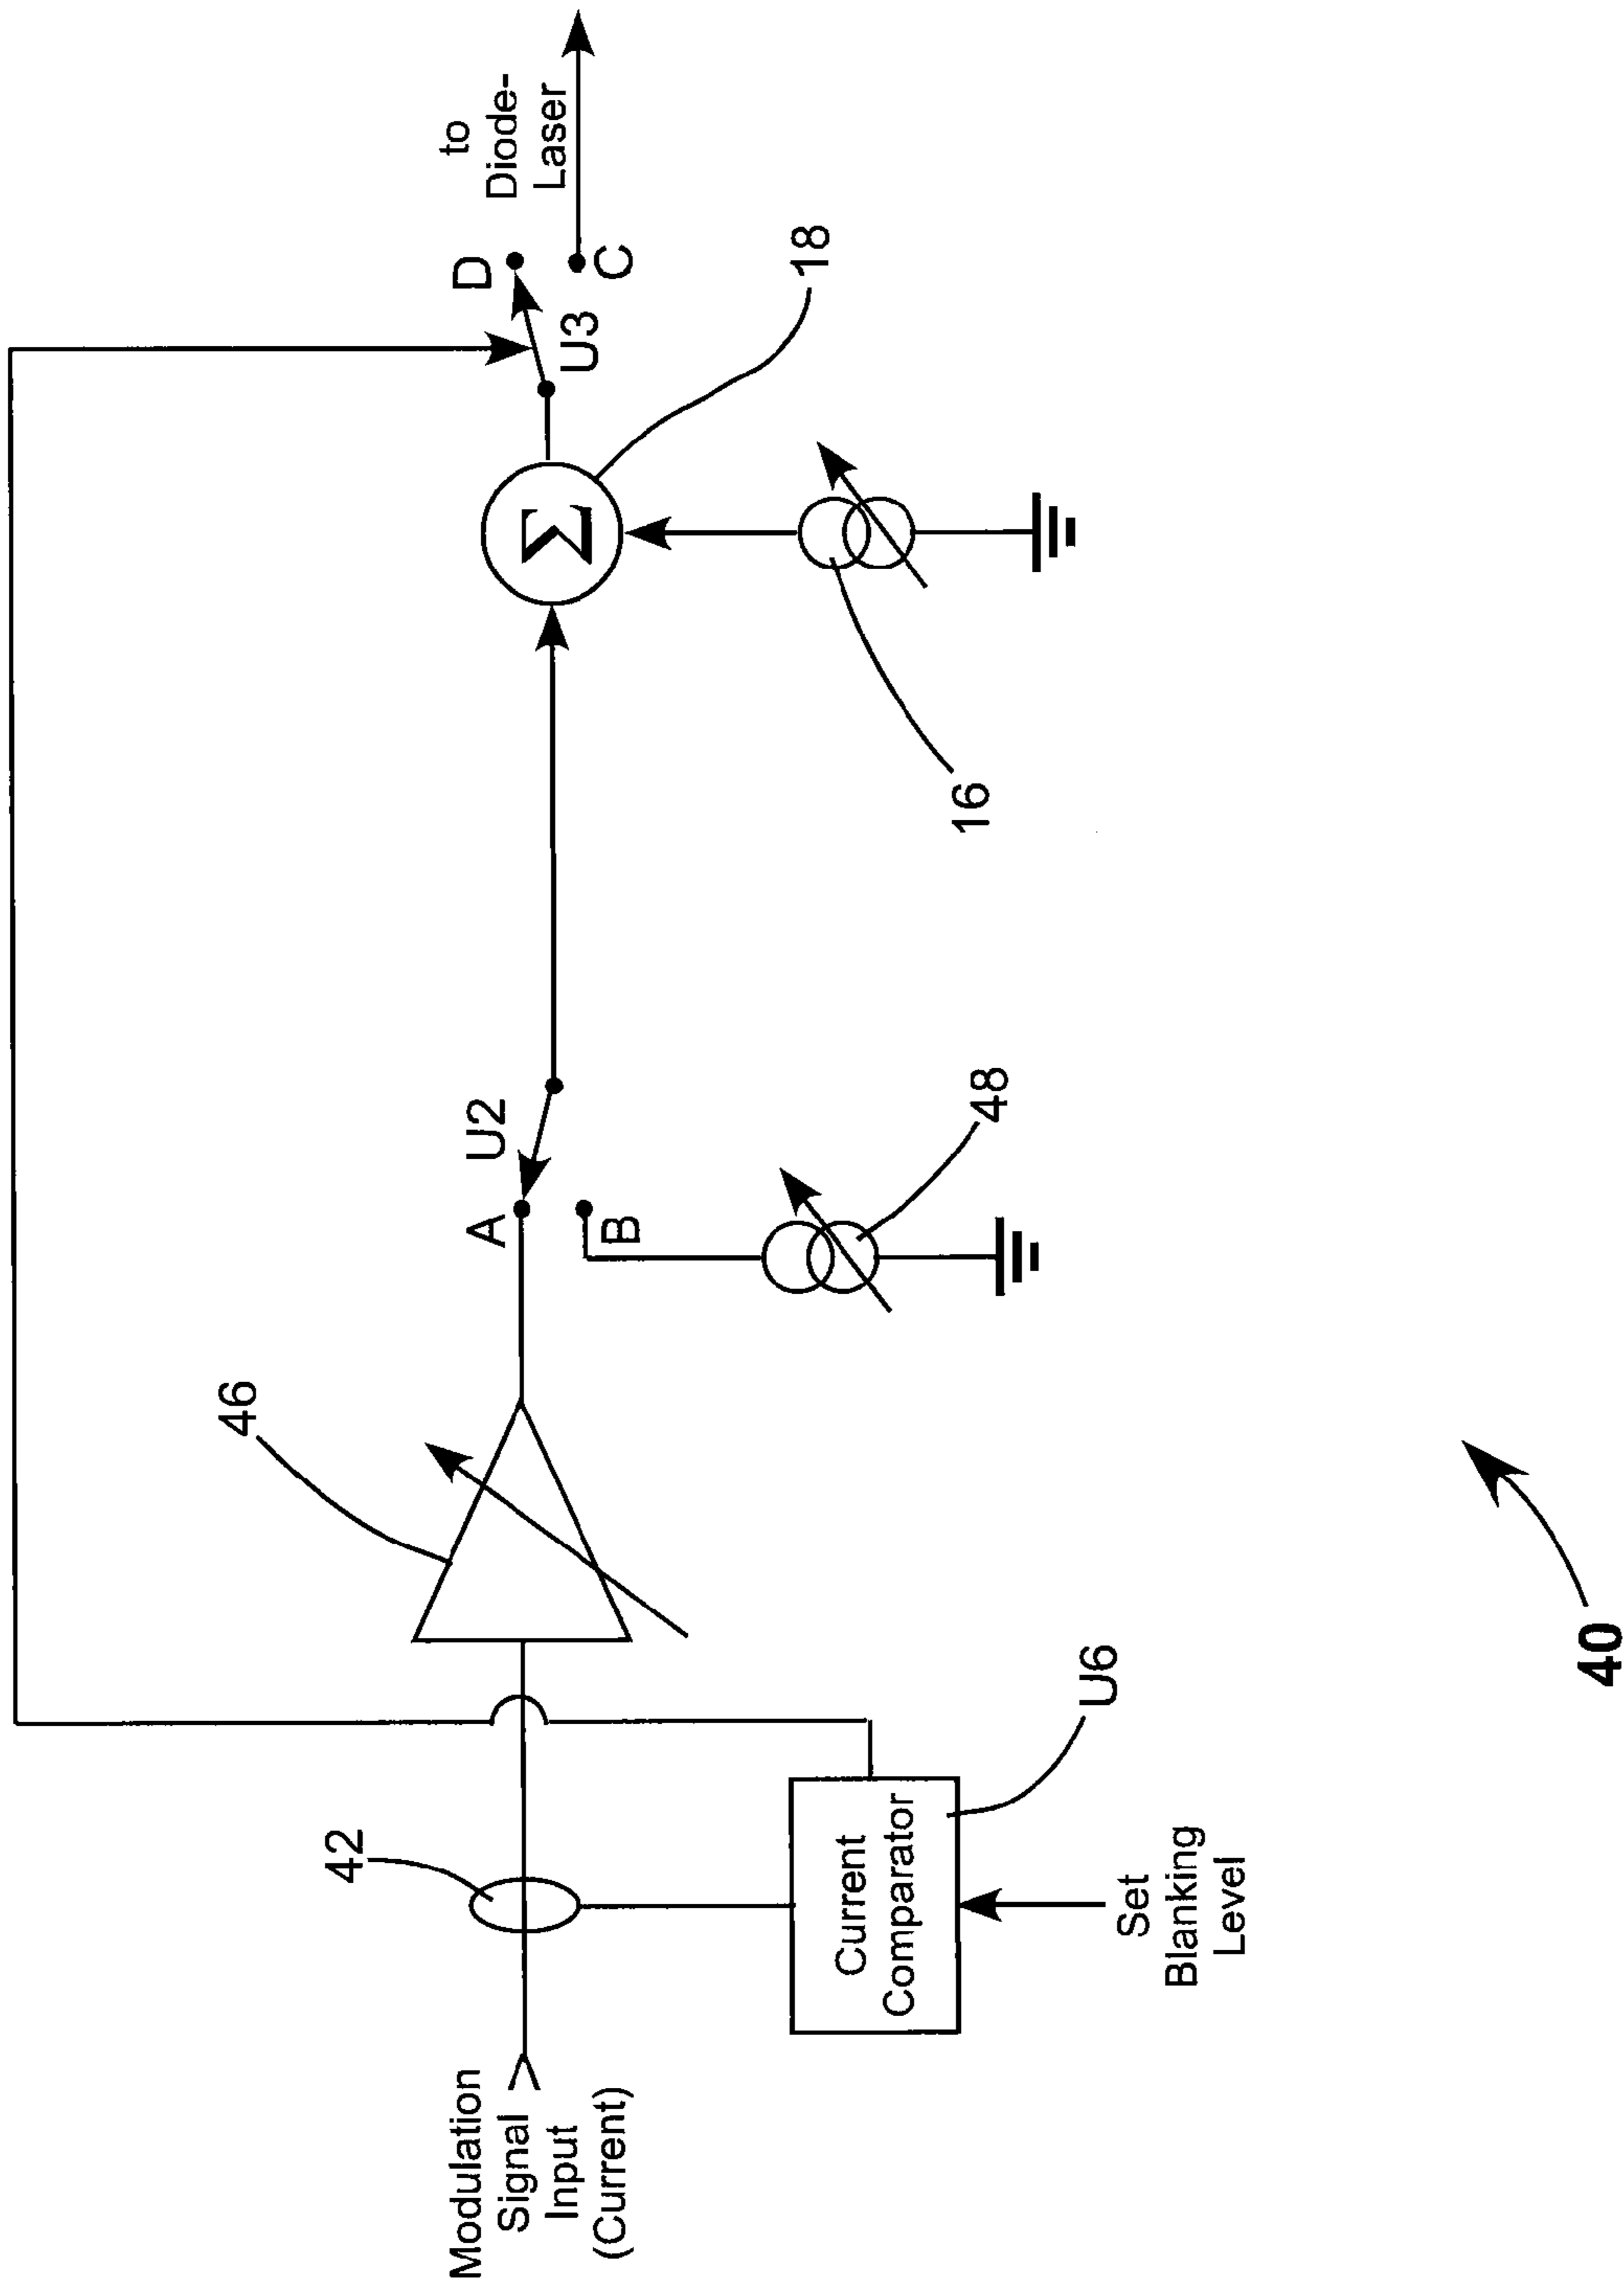 Modulation
Signal
Input
(Current)
42
Current
Comparator
U6
Set
Blanking
Level
46
A
B
U2
48
Σ
16
18
U3
D
C
to
Diode-
Laser
40